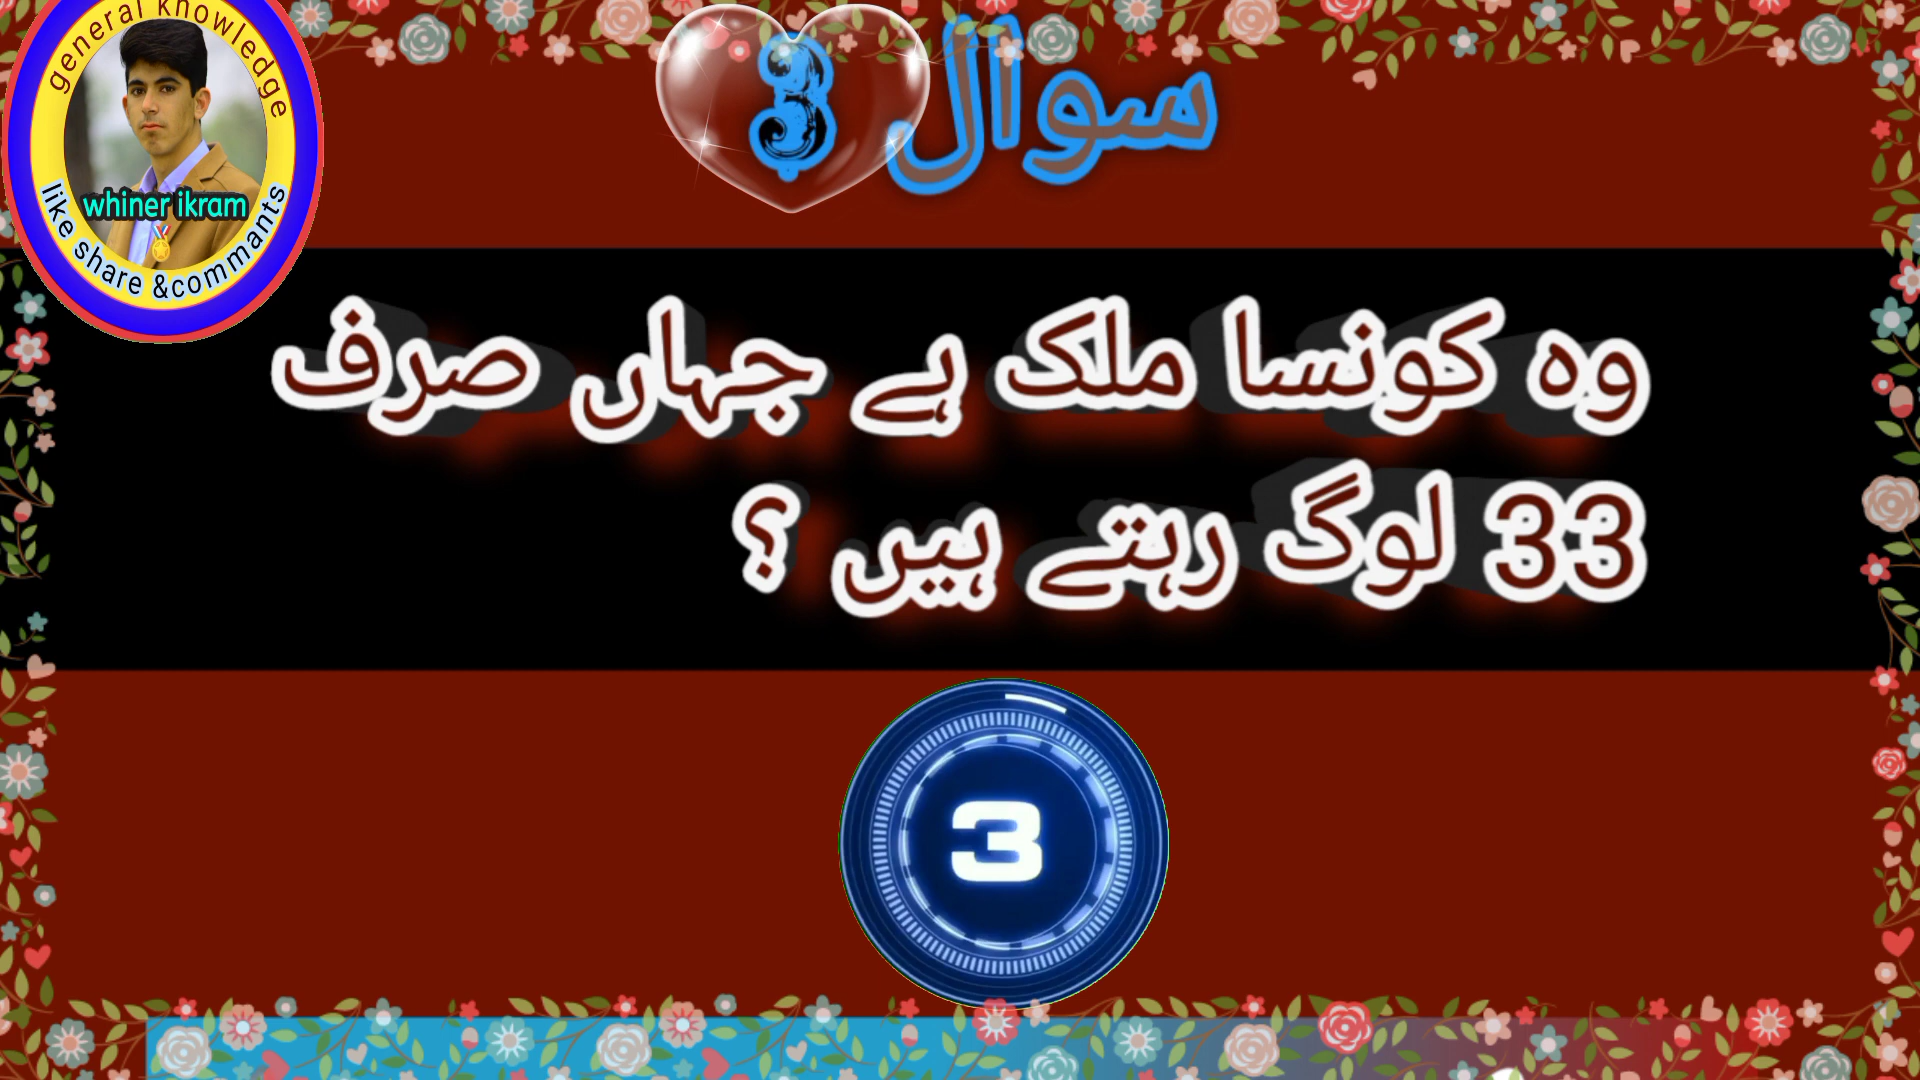 general knowledge
whiner ikram
like share &commants
سوال 3
وہ کونسا ملک ہے جہاں صرف
33 لوگ رہتے ہیں ؟
3